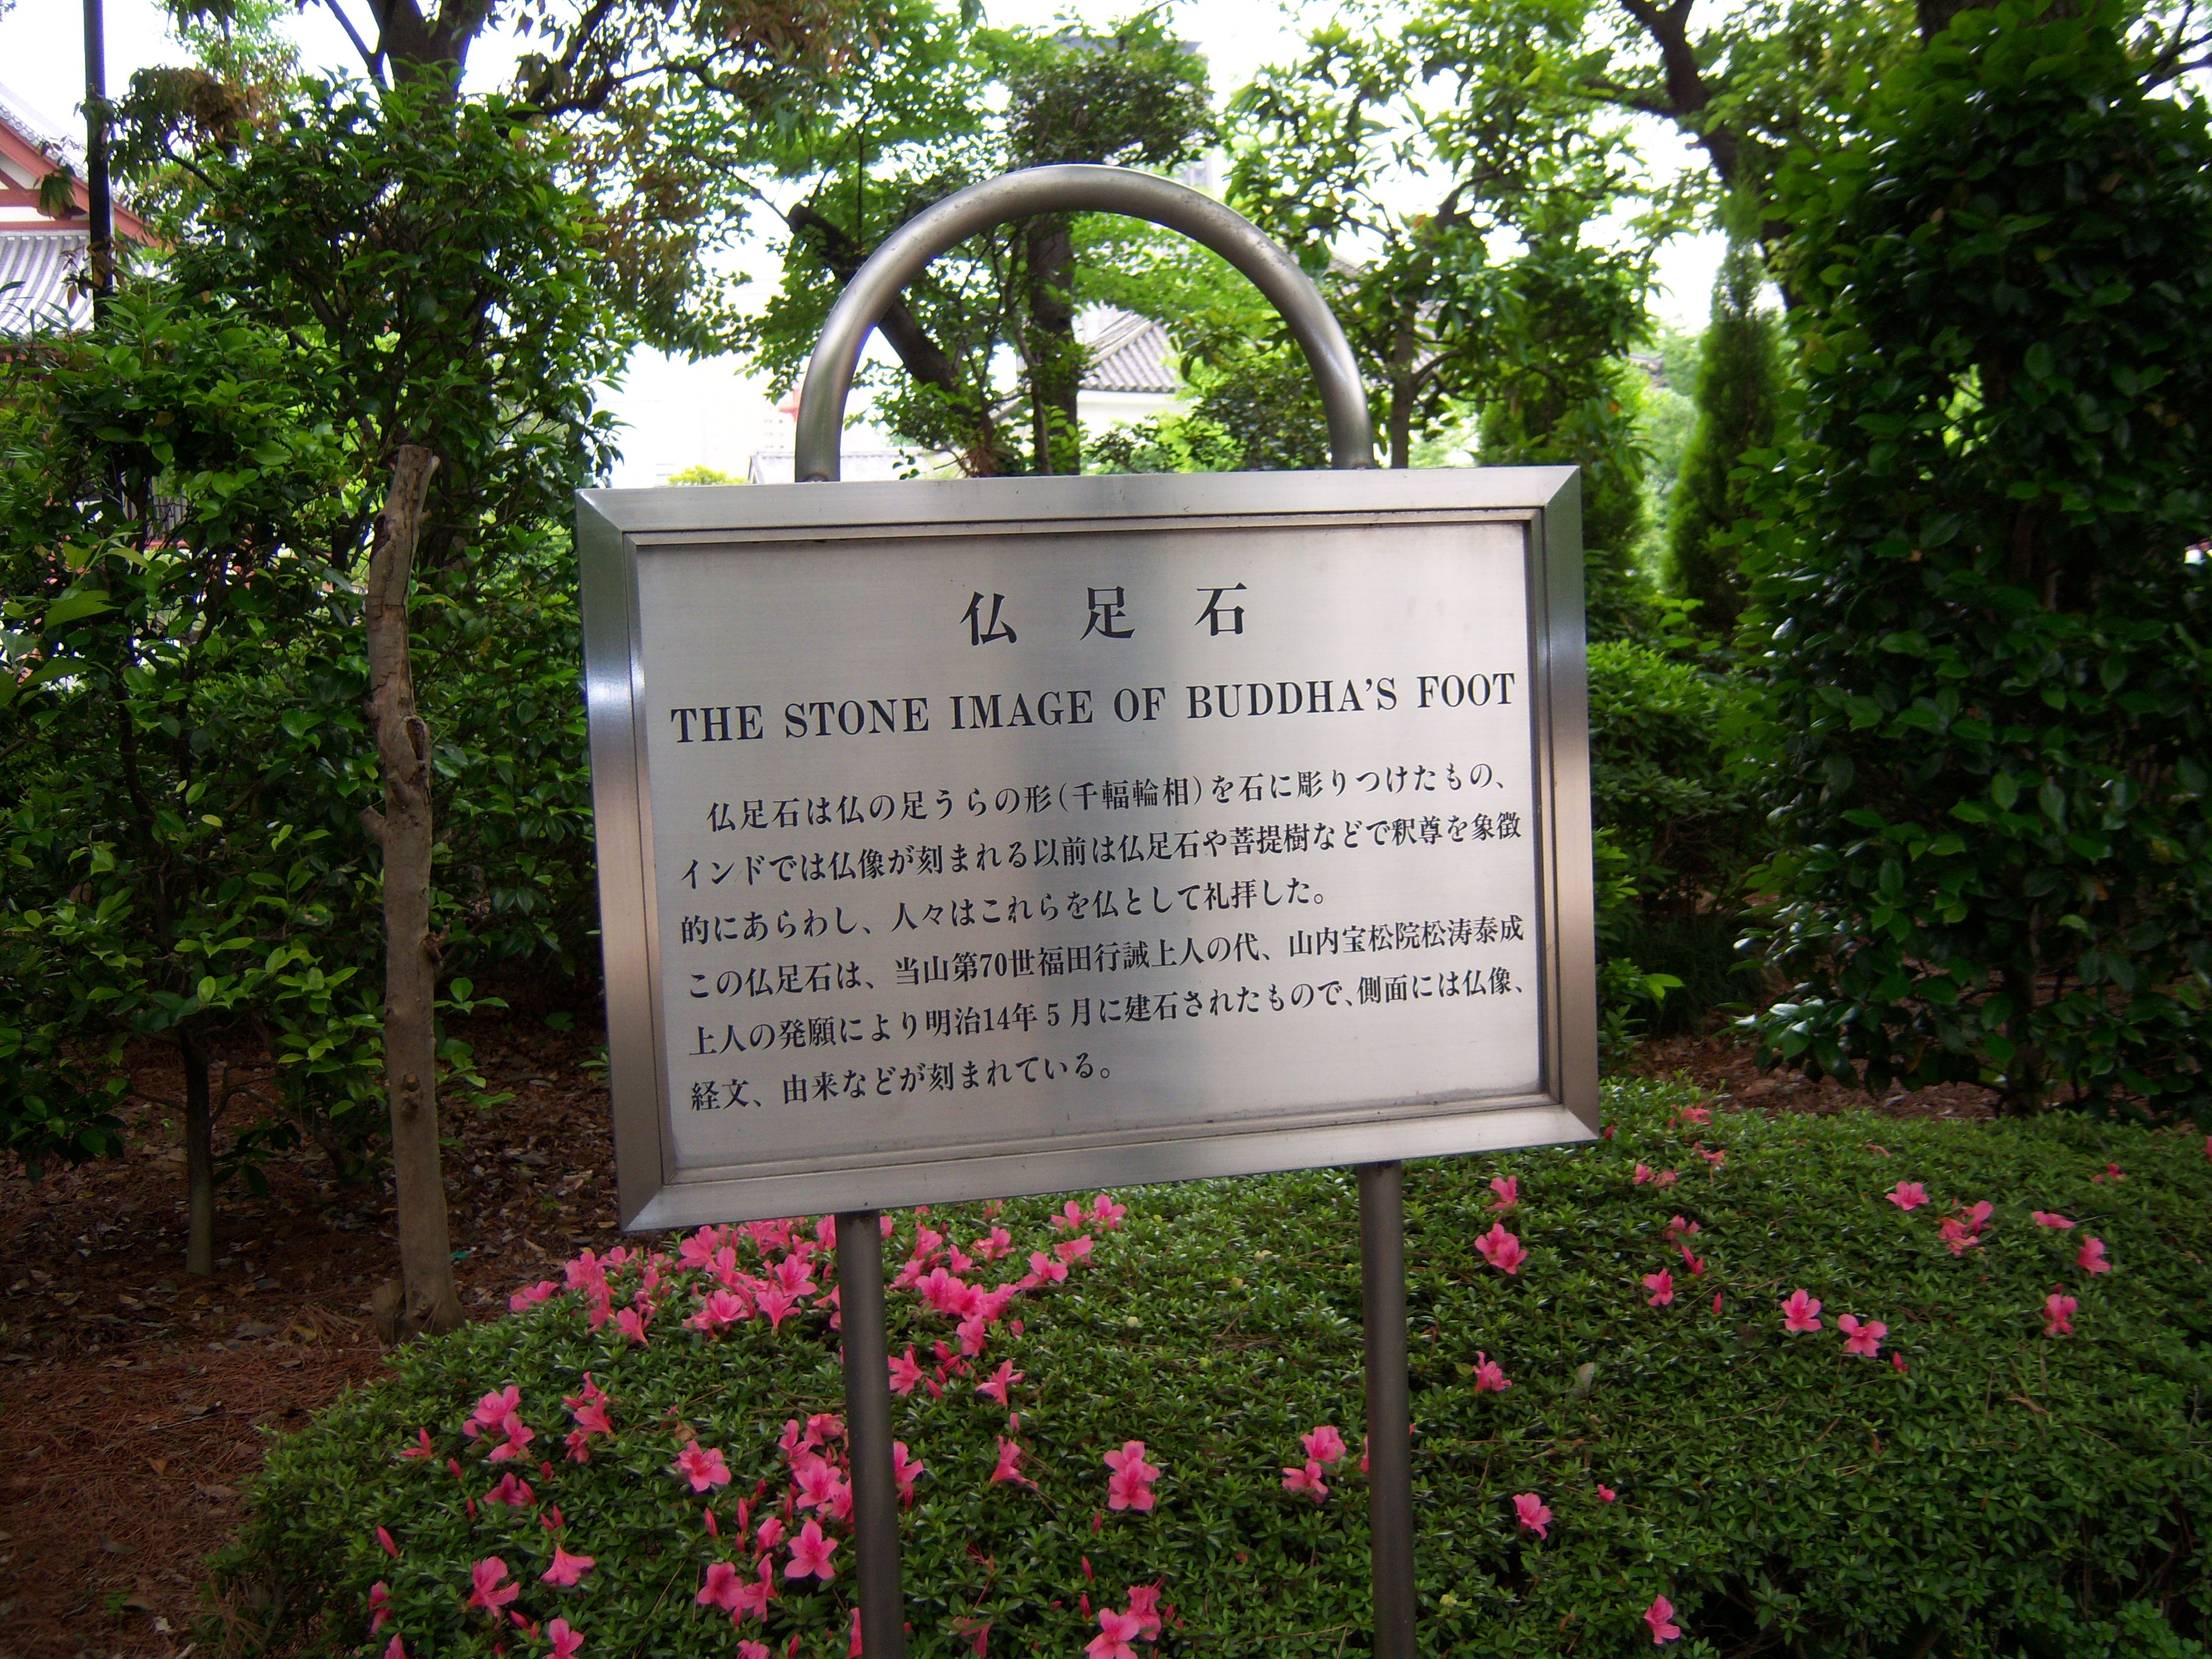 仏足石
THE STONE IMAGE OF BUDDHA'S FOOT
仏足石は仏の足うらの形(千輻輪相)を石に彫りつけたもの、
インドでは仏像が刻まれる以前は仏足石や菩提樹などで釈尊を象徴
的にあらわし、人々はこれらを仏として礼拝した。
この仏足石は、当山第70世福田行誡上人の代、山内宝松院松涛泰成
上人の発願により明治14年5月に建石されたもので、側面には仏像、
経文、由来などが刻まれている。